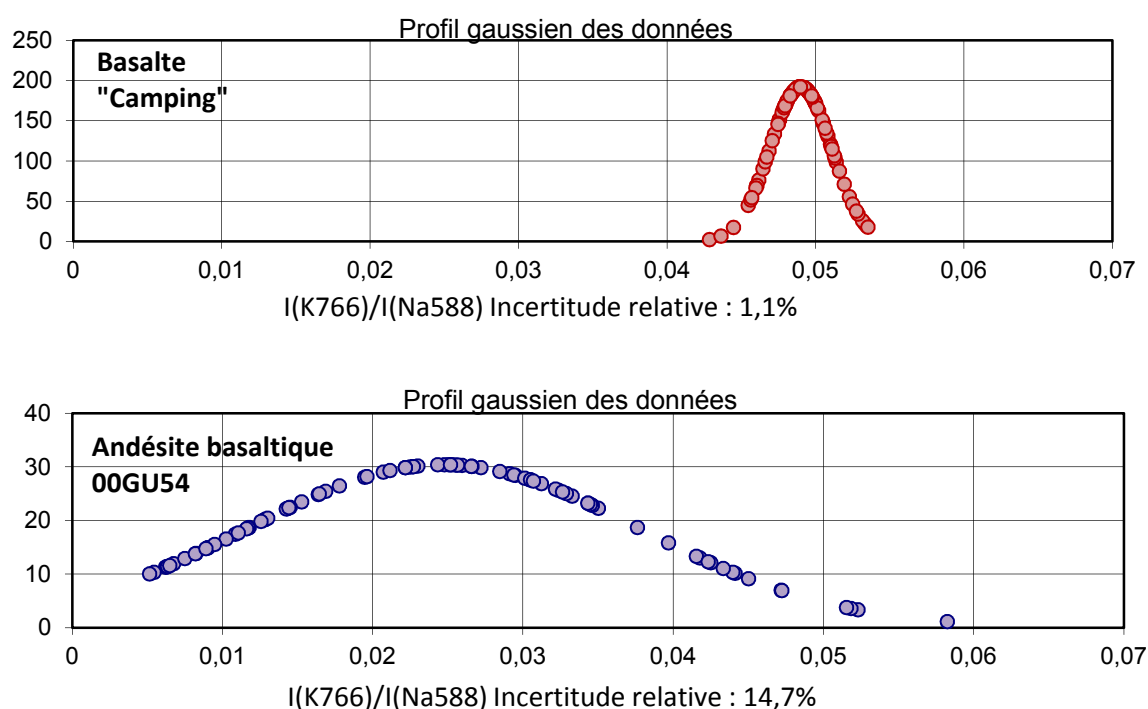 Profil gaussien des données
250
200
150
100
50
0
Basalte
"Camping"
0 0,01 0,02 0,03 0,04 0,05 0,06 0,07
I(K766)/I(Na588) Incertitude relative : 1,1%
Profil gaussien des données
40
30
20
10
0
Andésite basaltique
00GU54
0 0,01 0,02 0,03 0,04 0,05 0,06 0,07
I(K766)/I(Na588) Incertitude relative : 14,7%